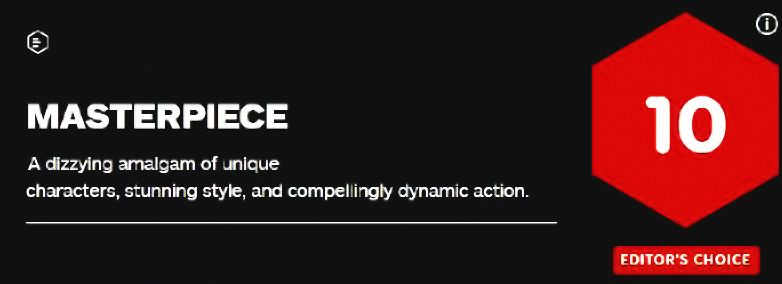 MASTERPIECE
10
A dizzying amalgam of unique
characters, stunning style, and compellingly dynamic action.
EDITOR'S CHOICE